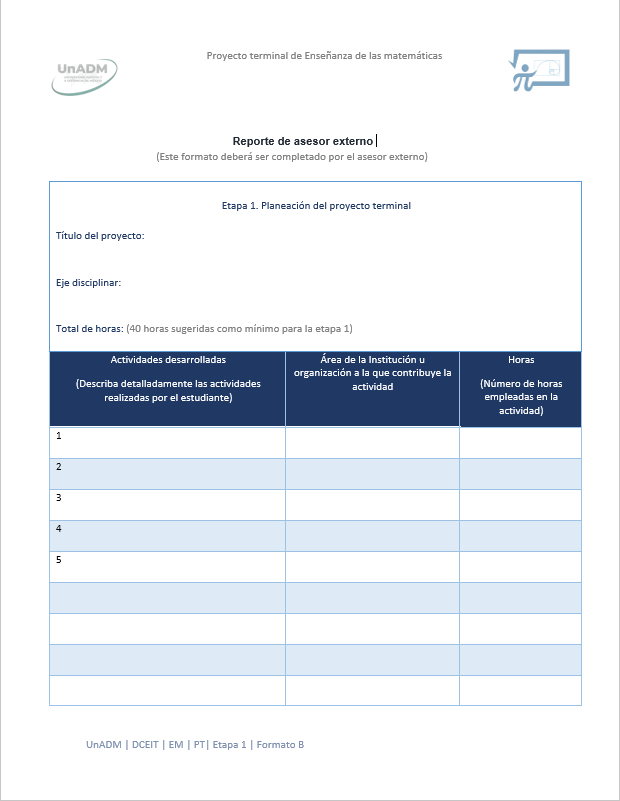 Proyecto terminal de Enseñanza de las matemáticas
UnADM
Reporte de asesor externo
(Este formato deberá ser completado por el asesor externo)
Etapa 1. Planeación del proyecto terminal
Título del proyecto:
Eje disciplinar:
Total de horas: (40 horas sugeridas como mínimo para la etapa 1)
Actividades desarrolladas
(Describa detalladamente las actividades
realizadas por el estudiante)
Área de la Institución u
organización a la que contribuye la
actividad
Horas
(Número de horas
empleadas en la
actividad)
1
2
3
4
5
UnADM | DCEIT | EM | PT| Etapa 1 | Formato B